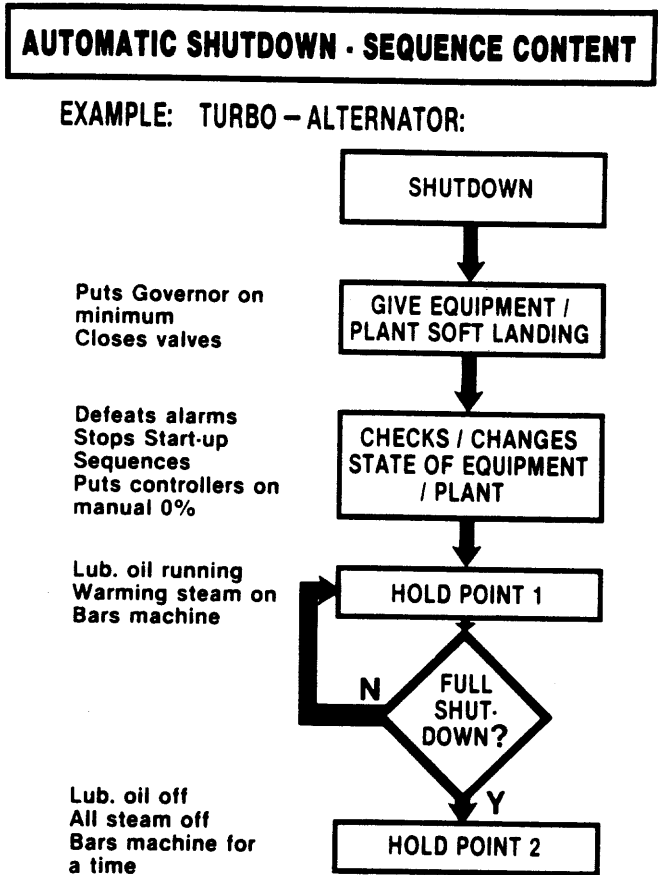 AUTOMATIC SHUTDOWN · SEQUENCE CONTENT
EXAMPLE: TURBO – ALTERNATOR:
SHUTDOWN
Puts Governor on
minimum
Closes valves
GIVE EQUIPMENT /
PLANT SOFT LANDING
Defeats alarms
Stops Start-up
Sequences
Puts controllers on
manual 0%
CHECKS / CHANGES
STATE OF EQUIPMENT
/ PLANT
Lub. oil running
Warming steam on
Bars machine
HOLD POINT 1
N
FULL
SHUT-
DOWN?
Y
Lub. oil off
All steam off
Bars machine for
a time
HOLD POINT 2